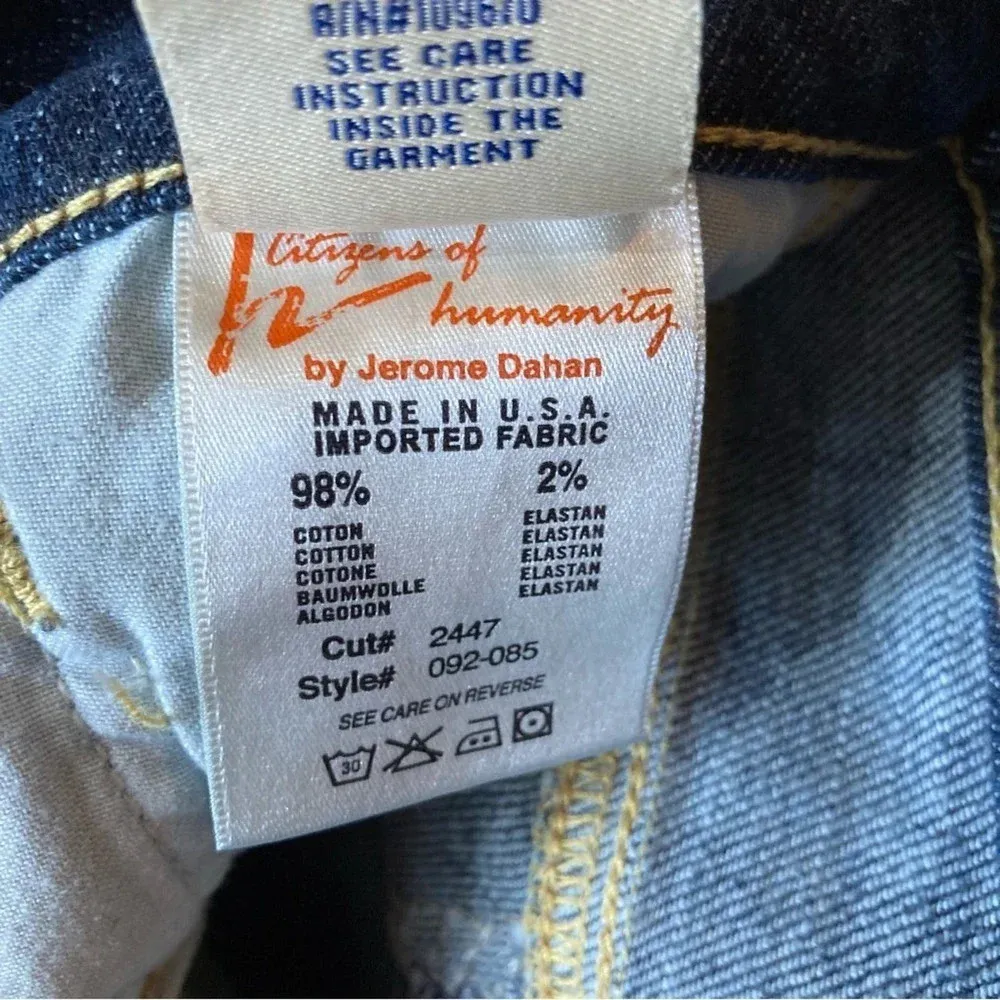 SEE CARE
INSTRUCTION
INSIDE THE
GARMENT
Citizens of
humanity
by Jerome Dahan
MADE IN U.S.A.
IMPORTED FABRIC
98% 2%
COTON ELASTAN
COTTON ELASTAN
COTONE ELASTAN
BAUMWOLLE ELASTAN
ALGODON ELASTAN
Cut# 2447
Style# 092-085
SEE CARE ON REVERSE
30